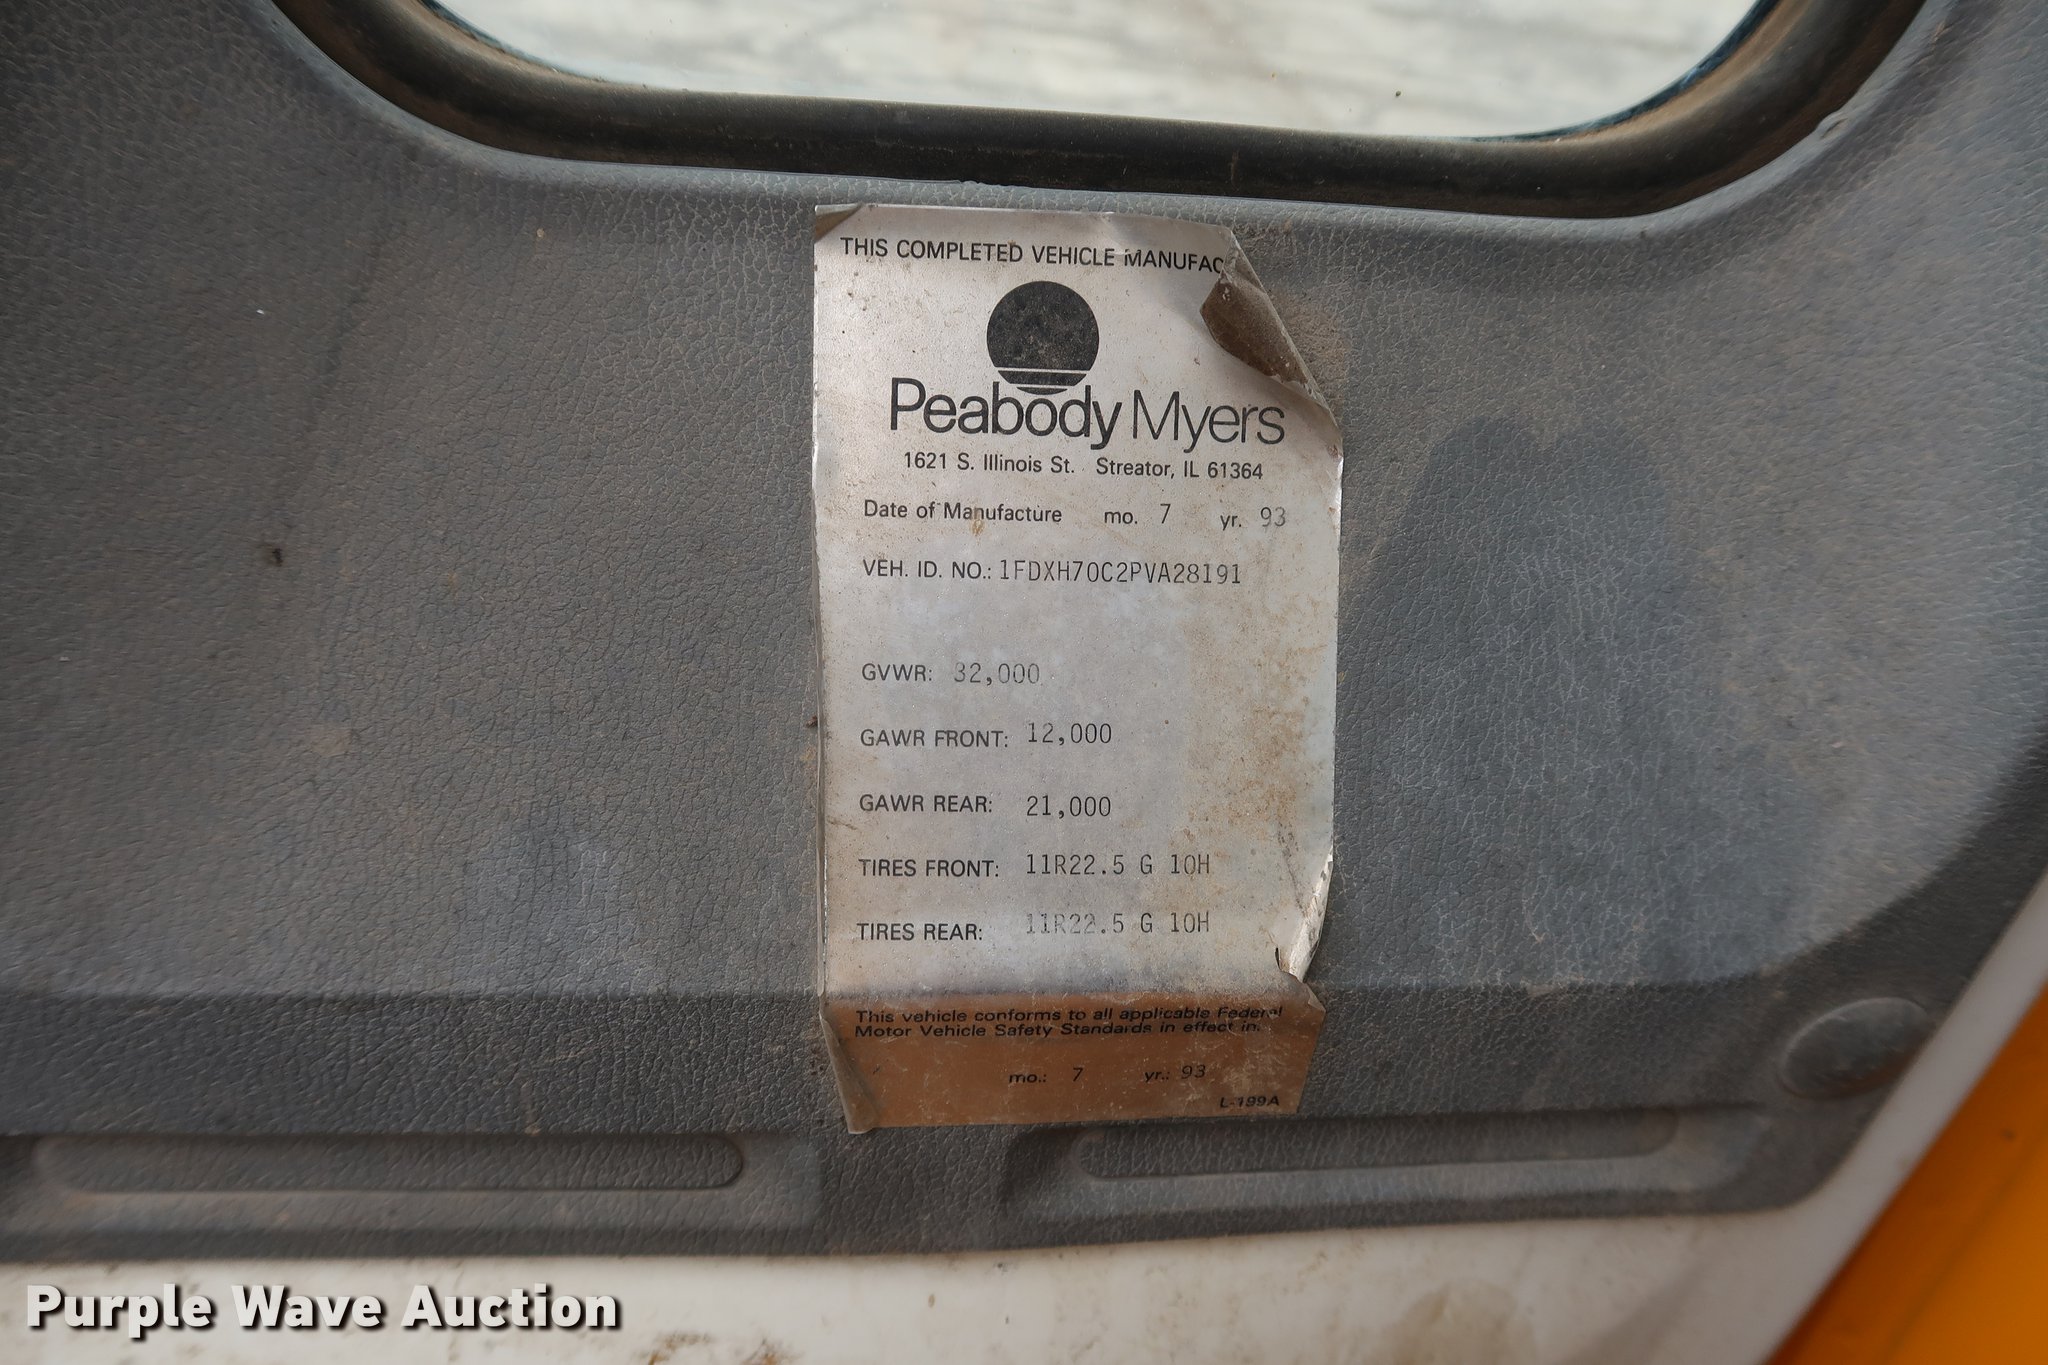 THIS COMPLETED VEHICLE MANUFAC
Peabody Myers
1621 S. Illinois St. Streator, IL 61364
Date of Manufacture mo. 7 yr. 93
VEH. ID. NO.: 1FDXH70C2PVA28191
GVWR: 32,000
GAWR FRONT: 12,000
GAWR REAR: 21,000
TIRES FRONT: 11R22.5 G 10H
TIRES REAR: 11R22.5 G 10H
This vehicle conforms to all applicable Federal
Motor Vehicle Safety Standards in effect in:
mo.: 7 yr.: 93
L-199A
Purple Wave Auction